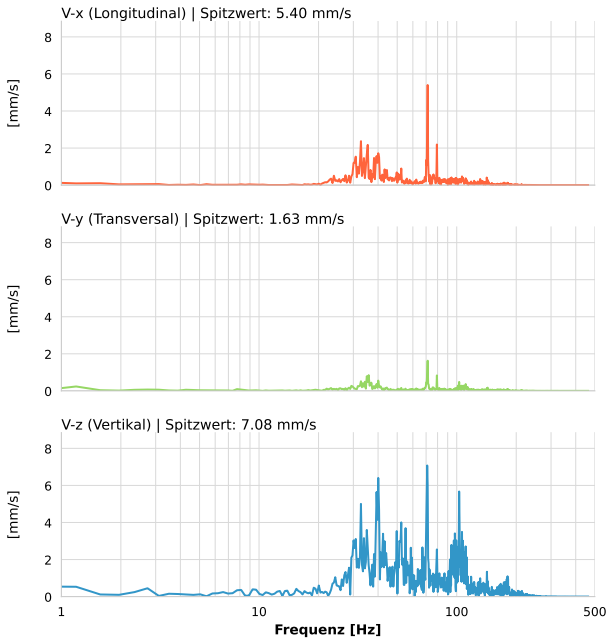 V-x (Longitudinal) | Spitzwert: 5.40 mm/s
8
6
4
2
0
[mm/s]
V-y (Transversal) | Spitzwert: 1.63 mm/s
8
6
4
2
0
[mm/s]
V-z (Vertikal) | Spitzwert: 7.08 mm/s
8
6
4
2
0
[mm/s]
1 10 100 500
Frequenz [Hz]